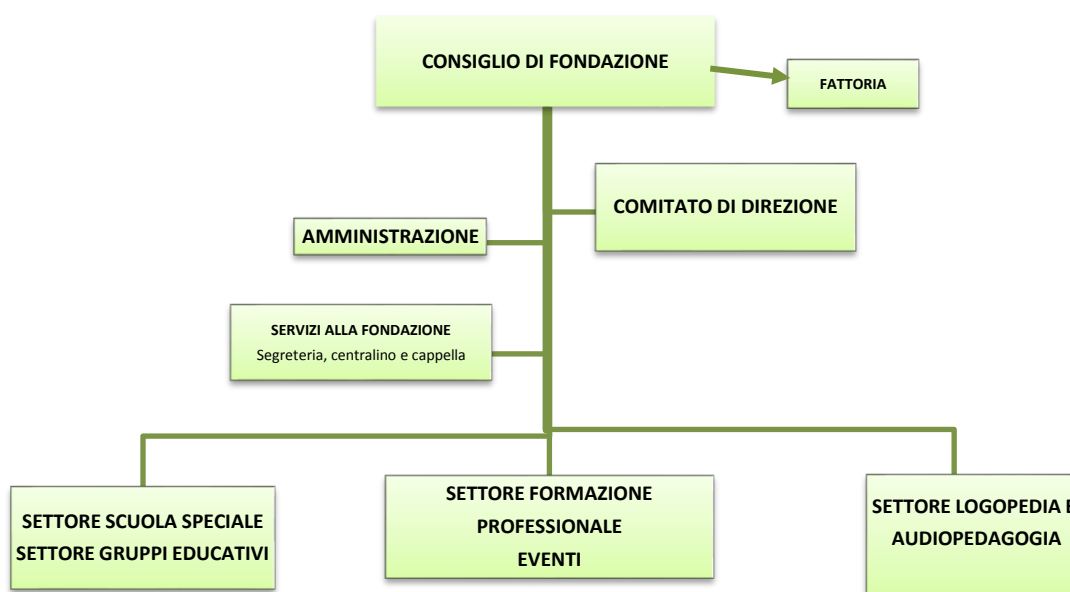 CONSIGLIO DI FONDAZIONE
FATTORIA
COMITATO DI DIREZIONE
AMMINISTRAZIONE
SERVIZI ALLA FONDAZIONE
Segreteria, centralino e cappella
SETTORE SCUOLA SPECIALE
SETTORE GRUPPI EDUCATIVI
SETTORE FORMAZIONE
PROFESSIONALE
EVENTI
SETTORE LOGOPEDIA E
AUDIOPEDAGOGIA